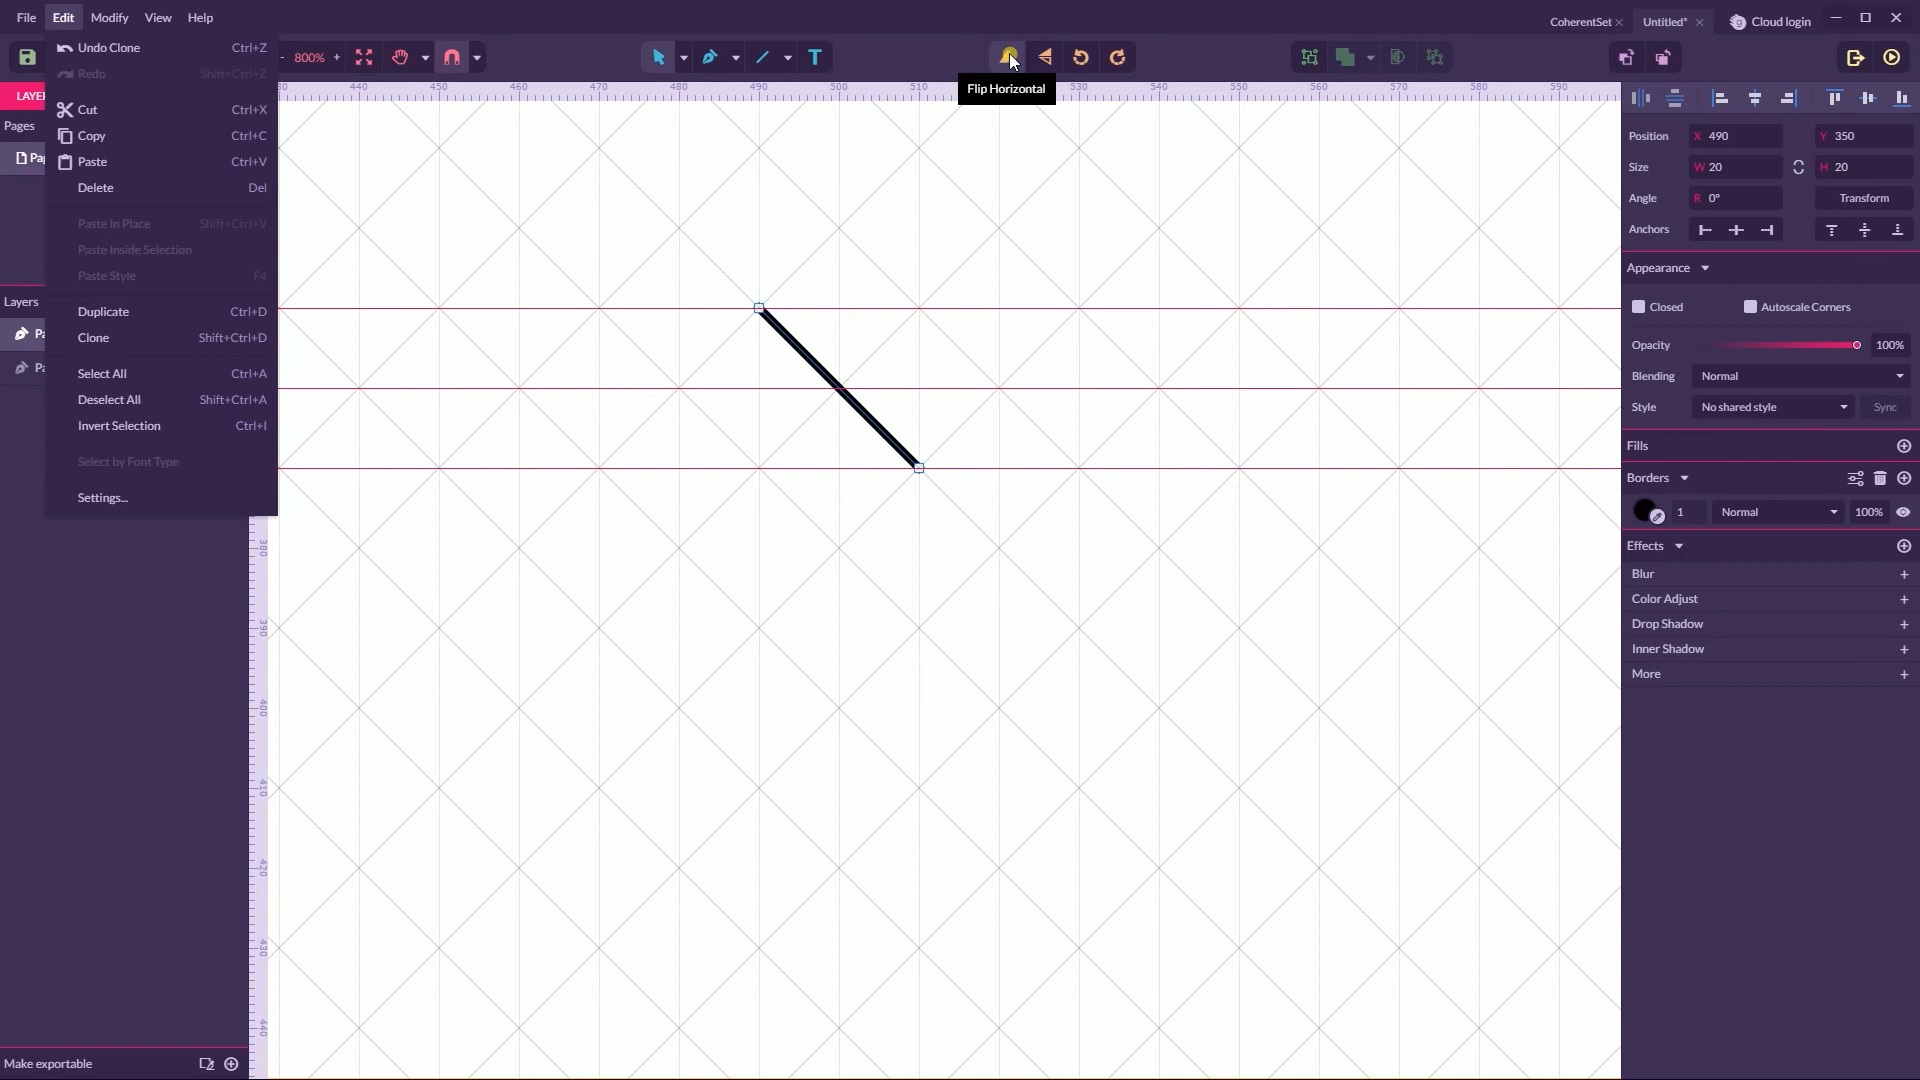 File Edit Modify View Help
CoherentSet Untitled* Cloud login
- 800% +
T
Flip Horizontal
Undo Clone Ctrl+Z
Redo Shift+Ctrl+Z
Cut Ctrl+X
Copy Ctrl+C
Paste Ctrl+V
Delete Del
Paste In Place Shift+Ctrl+V
Paste Inside Selection
Paste Style F4
Duplicate Ctrl+D
Clone Shift+Ctrl+D
Select All Ctrl+A
Deselect All Shift+Ctrl+A
Invert Selection Ctrl+I
Select by Font Type
Settings...
Pages
Layers
Make exportable
440 450 460 470 480 490 500 510 530 540 550 560 570 580 590
380
390
400
410
420
430
440
Position X 490 Y 350
Size W 20 H 20
Angle R 0° Transform
Anchors
Appearance
Closed Autoscale Corners
Opacity 100%
Blending Normal
Style No shared style Sync
Fills
Borders
1 Normal 100%
Effects
Blur
Color Adjust
Drop Shadow
Inner Shadow
More